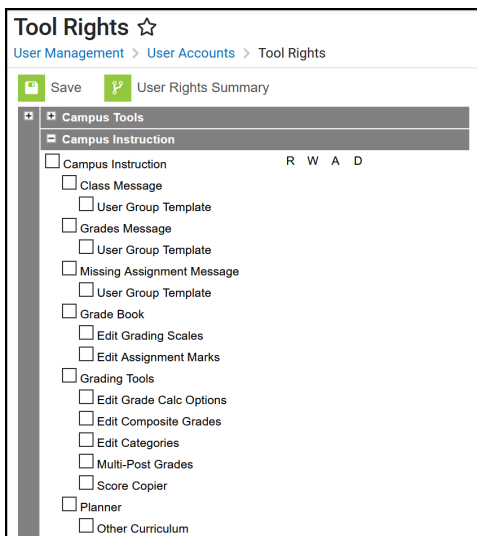 Tool Rights
User Management > User Accounts > Tool Rights
Save User Rights Summary
Campus Tools
Campus Instruction
Campus Instruction R W A D
Class Message
User Group Template
Grades Message
User Group Template
Missing Assignment Message
User Group Template
Grade Book
Edit Grading Scales
Edit Assignment Marks
Grading Tools
Edit Grade Calc Options
Edit Composite Grades
Edit Categories
Multi-Post Grades
Score Copier
Planner
Other Curriculum